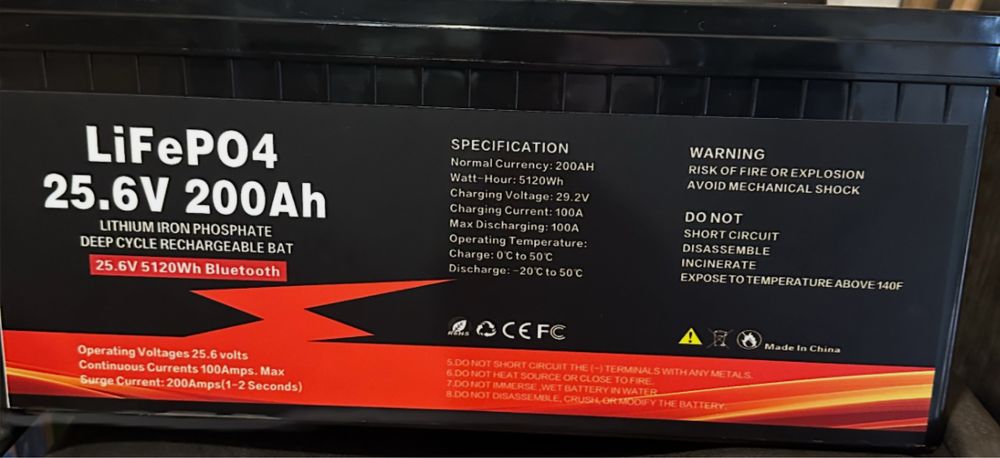 LiFePO4
25.6V 200Ah
LITHIUM IRON PHOSPHATE
DEEP CYCLE RECHARGEABLE BAT
25.6V 5120Wh Bluetooth
Operating Voltages 25.6 volts
Continuous Currents 100Amps. Max
Surge Current: 200Amps(1-2 Seconds)
SPECIFICATION
Normal Currency: 200AH
Watt-Hour: 5120Wh
Charging Voltage: 29.2V
Charging Current: 100A
Max Discharging: 100A
Operating Temperature:
Charge: 0℃ to 50℃
Discharge: -20℃ to 50℃
RoHS CE FC
5.DO NOT SHORT CIRCUIT THE (-) TERMINALS WITH ANY METALS.
6.DO NOT HEAT SOURCE OR CLOSE TO FIRE.
7.DO NOT IMMERSE ,WET BATTERY IN WATER
8.DO NOT DISASSEMBLE, CRUSH, OR MODIFY THE BATTERY.
WARNING
RISK OF FIRE OR EXPLOSION
AVOID MECHANICAL SHOCK
DO NOT
SHORT CIRCUIT
DISASSEMBLE
INCINERATE
EXPOSE TO TEMPERATURE ABOVE 140F
Made In China